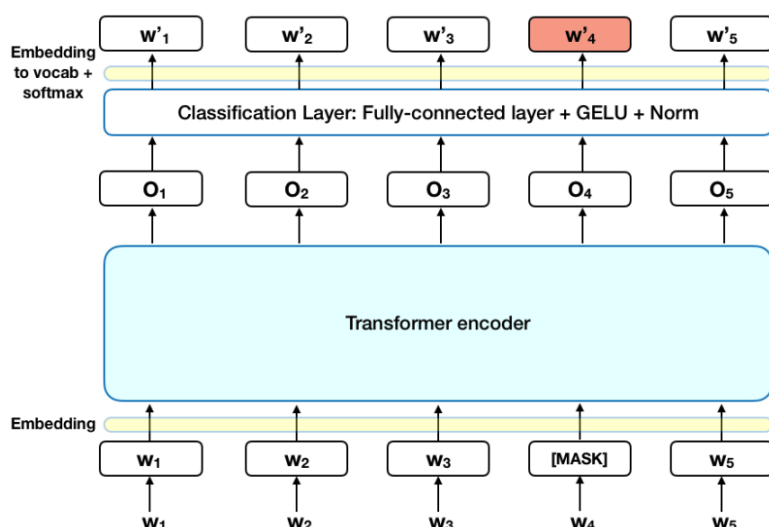 w'₁ w'₂ w'₃ w'₄ w'₅
Embedding
to vocab +
softmax
Classification Layer: Fully-connected layer + GELU + Norm
O₁ O₂ O₃ O₄ O₅
Transformer encoder
Embedding
w₁ w₂ w₃ [MASK] w₅
w₁ w₂ w₃ w₄ w₅